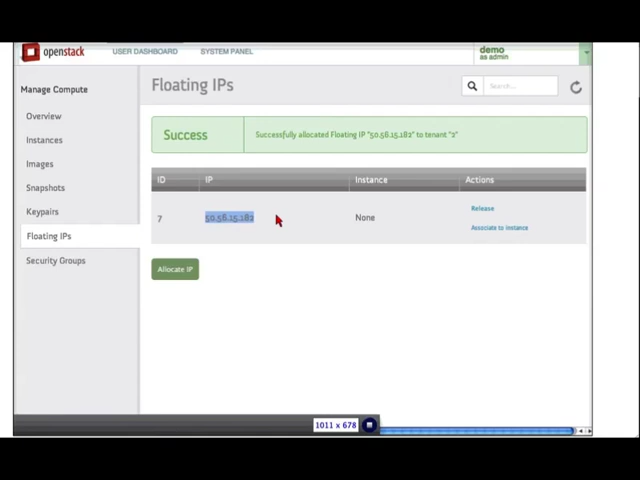 openstack
USER DASHBOARD SYSTEM PANEL
demo
as admin
Manage Compute
Floating IPs
Search...
Overview
Success
Successfully allocated Floating IP "50.56.15.182" to tenant "2"
Instances
Images
ID IP Instance Actions
Snapshots
Keypairs
7 50.56.15.182 None
Release
Associate to Instance
Floating IPs
Security Groups
Allocate IP
1011 x 678